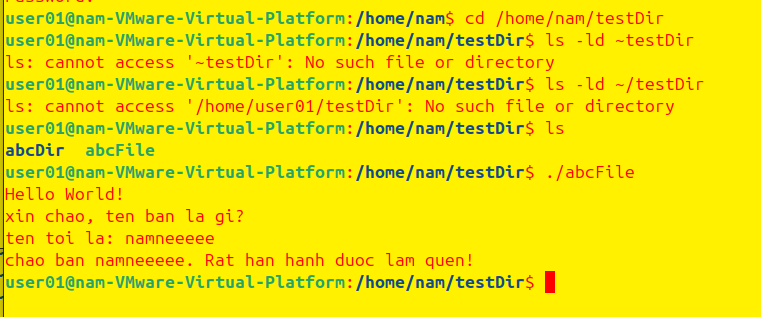 user01@nam-VMware-Virtual-Platform:/home/nam$ cd /home/nam/testDir
user01@nam-VMware-Virtual-Platform:/home/nam/testDir$ ls -ld ~testDir
ls: cannot access '~testDir': No such file or directory
user01@nam-VMware-Virtual-Platform:/home/nam/testDir$ ls -ld ~/testDir
ls: cannot access '/home/user01/testDir': No such file or directory
user01@nam-VMware-Virtual-Platform:/home/nam/testDir$ ls
abcDir  abcFile
user01@nam-VMware-Virtual-Platform:/home/nam/testDir$ ./abcFile
Hello World!
xin chao, ten ban la gi?
ten toi la: namneeeee
chao ban namneeeee. Rat han hanh duoc lam quen!
user01@nam-VMware-Virtual-Platform:/home/nam/testDir$